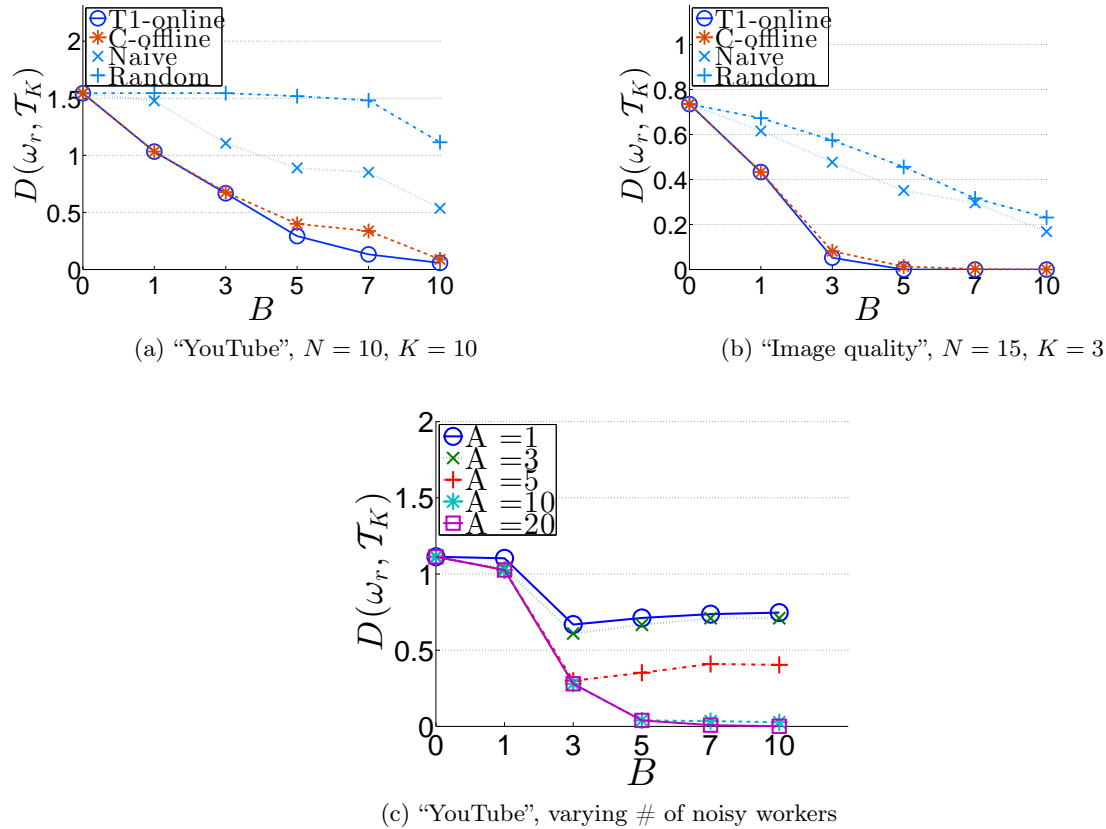 T1-online
C-offline
Naive
Random
2
1.5
1
0.5
0
D(ω_r, 𝒯_K)
0 1 3 5 7 10
B
(a) “YouTube”, N = 10, K = 10
T1-online
C-offline
Naive
Random
1
0.8
0.6
0.4
0.2
0
D(ω_r, 𝒯_K)
0 1 3 5 7 10
B
(b) “Image quality”, N = 15, K = 3
A =1
A =3
A =5
A =10
A =20
2
1.5
1
0.5
0
D(ω_r, 𝒯_K)
0 1 3 5 7 10
B
(c) “YouTube”, varying # of noisy workers